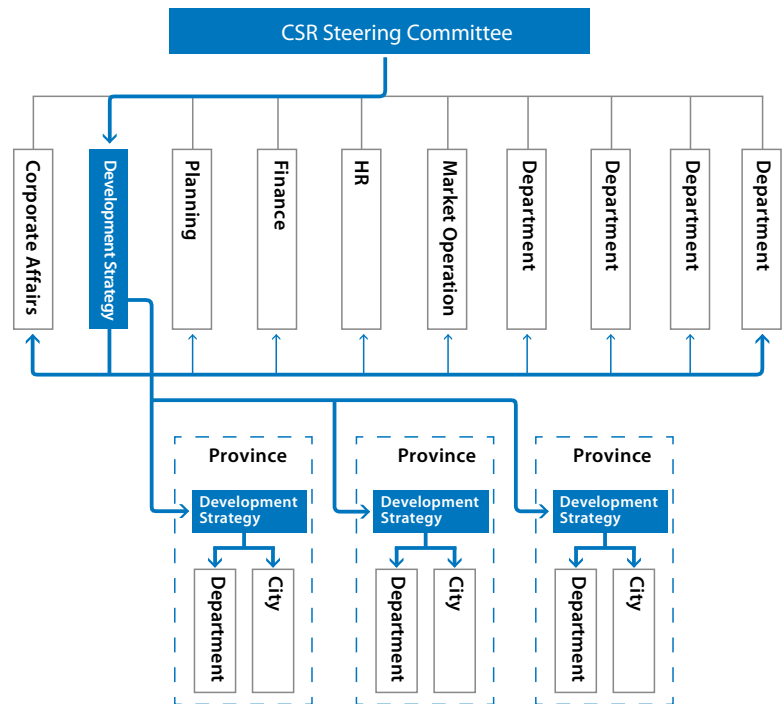 CSR Steering Committee
Corporate Affairs
Development Strategy
Planning
Finance
HR
Market Operation
Department
Department
Department
Department
Province
Province
Province
Development
Strategy
Development
Strategy
Development
Strategy
Department
City
Department
City
Department
City